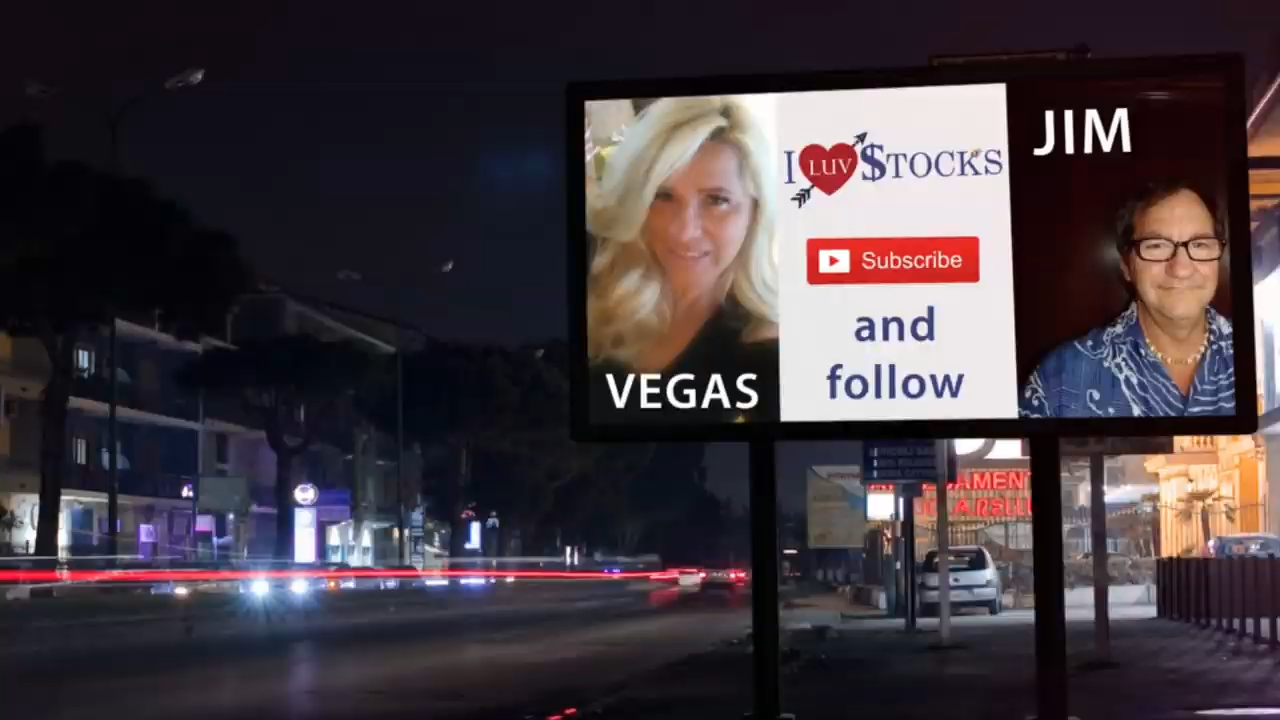 VEGAS
I LUV $TOCKS
Subscribe
and
follow
JIM